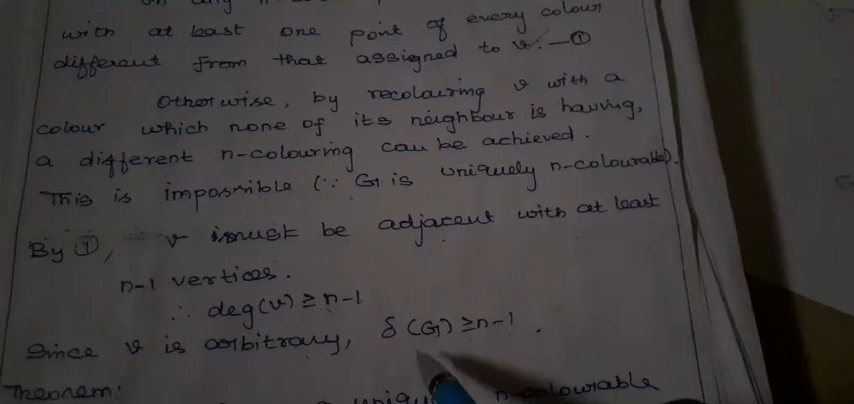 on any
with at least one point of every colour
different from that assigned to v. — ①
Otherwise, by recolouring v with a
colour which none of its neighbour is having,
a different n-colouring can be achieved.
This is impossible (∵ G is uniquely n-colourable).
By ①, v must be adjacent with at least
n-1 vertices.
∴ deg(v) ≥ n-1
Since v is arbitrary, δ(G) ≥ n-1.
Theorem:
n-colourable